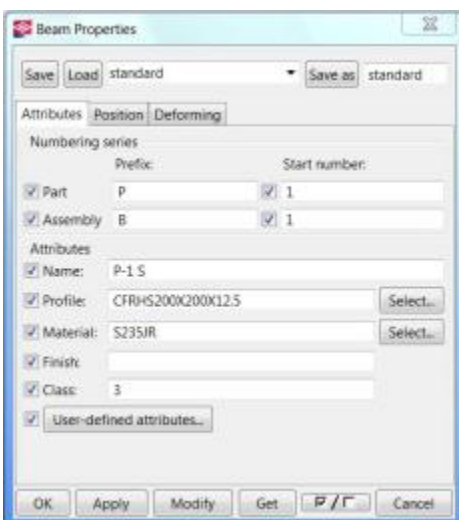 Beam Properties
Save Load standard Save as standard
Attributes Position Deforming
Numbering series
Prefix: Start number:
Part P 1
Assembly B 1
Attributes
Name: P-1 S
Profile: CFRHS200X200X12.5 Select...
Material: S235JR Select...
Finish:
Class: 3
User-defined attributes...
OK Apply Modify Get / Cancel